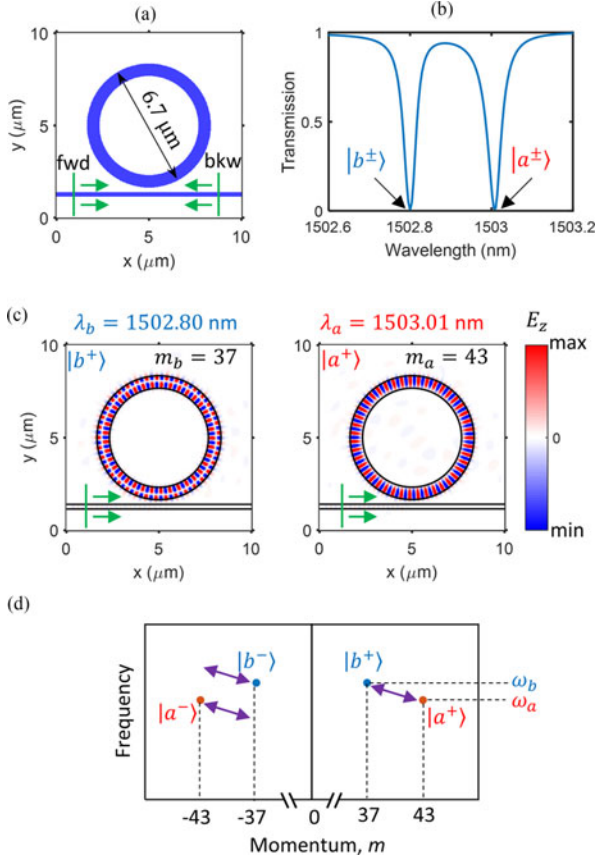 (a)
10
5
0
y (μm)
6.7 μm
fwd
bkw
0
5
10
x (μm)
(b)
1
0.5
0
Transmission
|b±⟩
|a±⟩
1502.6
1502.8
1503
1503.2
Wavelength (nm)
(c)
λb = 1502.80 nm
λa = 1503.01 nm
|b+⟩
mb = 37
|a+⟩
ma = 43
10
5
0
y (μm)
0
5
10
x (μm)
10
5
0
y (μm)
0
5
10
x (μm)
Ez
max
0
min
(d)
Frequency
|b−⟩
|b+⟩
ωb
|a−⟩
|a+⟩
ωa
-43
-37
0
37
43
Momentum, m